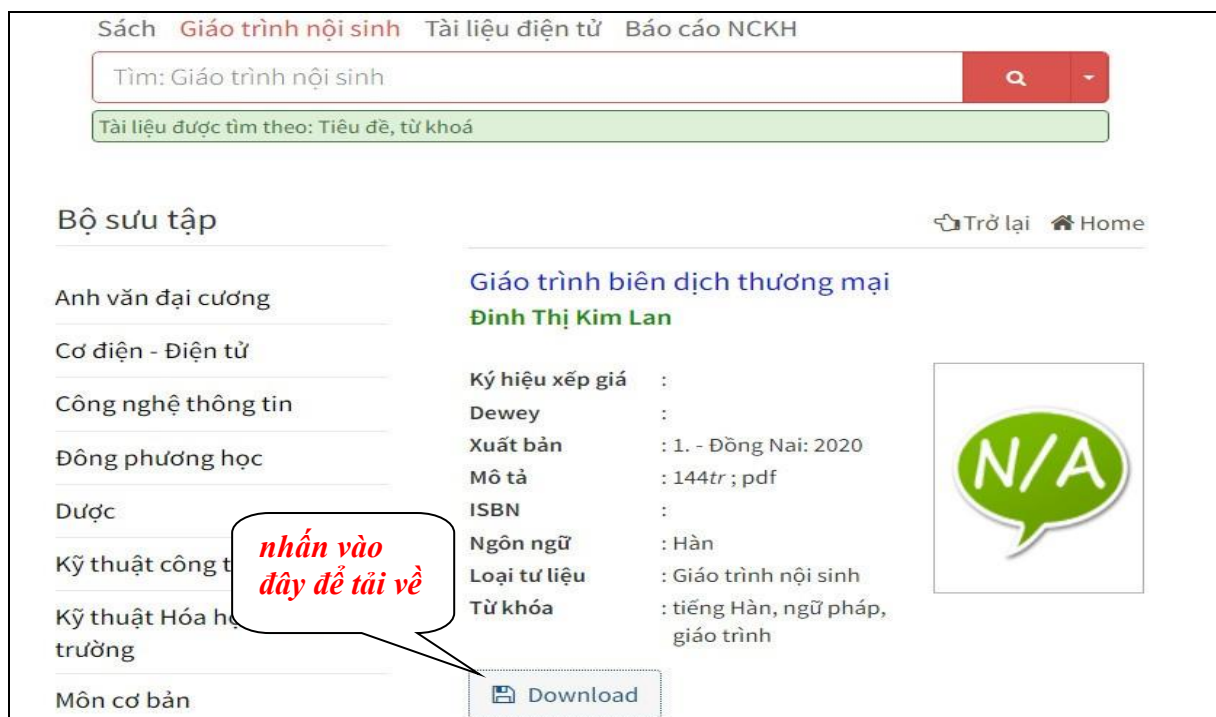 Sách Giáo trình nội sinh Tài liệu điện tử Báo cáo NCKH
Tìm: Giáo trình nội sinh
Tài liệu được tìm theo: Tiêu đề, từ khoá
Bộ sưu tập
Trở lại Home
Anh văn đại cương
Cơ điện - Điện tử
Công nghệ thông tin
Đông phương học
Dược
Kỹ thuật công t
Kỹ thuật Hóa họ
trường
Môn cơ bản
Giáo trình biên dịch thương mại
Đinh Thị Kim Lan
Ký hiệu xếp giá :
Dewey :
Xuất bản : 1. - Đồng Nai: 2020
Mô tả : 144tr ; pdf
ISBN :
Ngôn ngữ : Hàn
Loại tư liệu : Giáo trình nội sinh
Từ khóa : tiếng Hàn, ngữ pháp,
giáo trình
N/A
nhấn vào
đây để tải về
Download